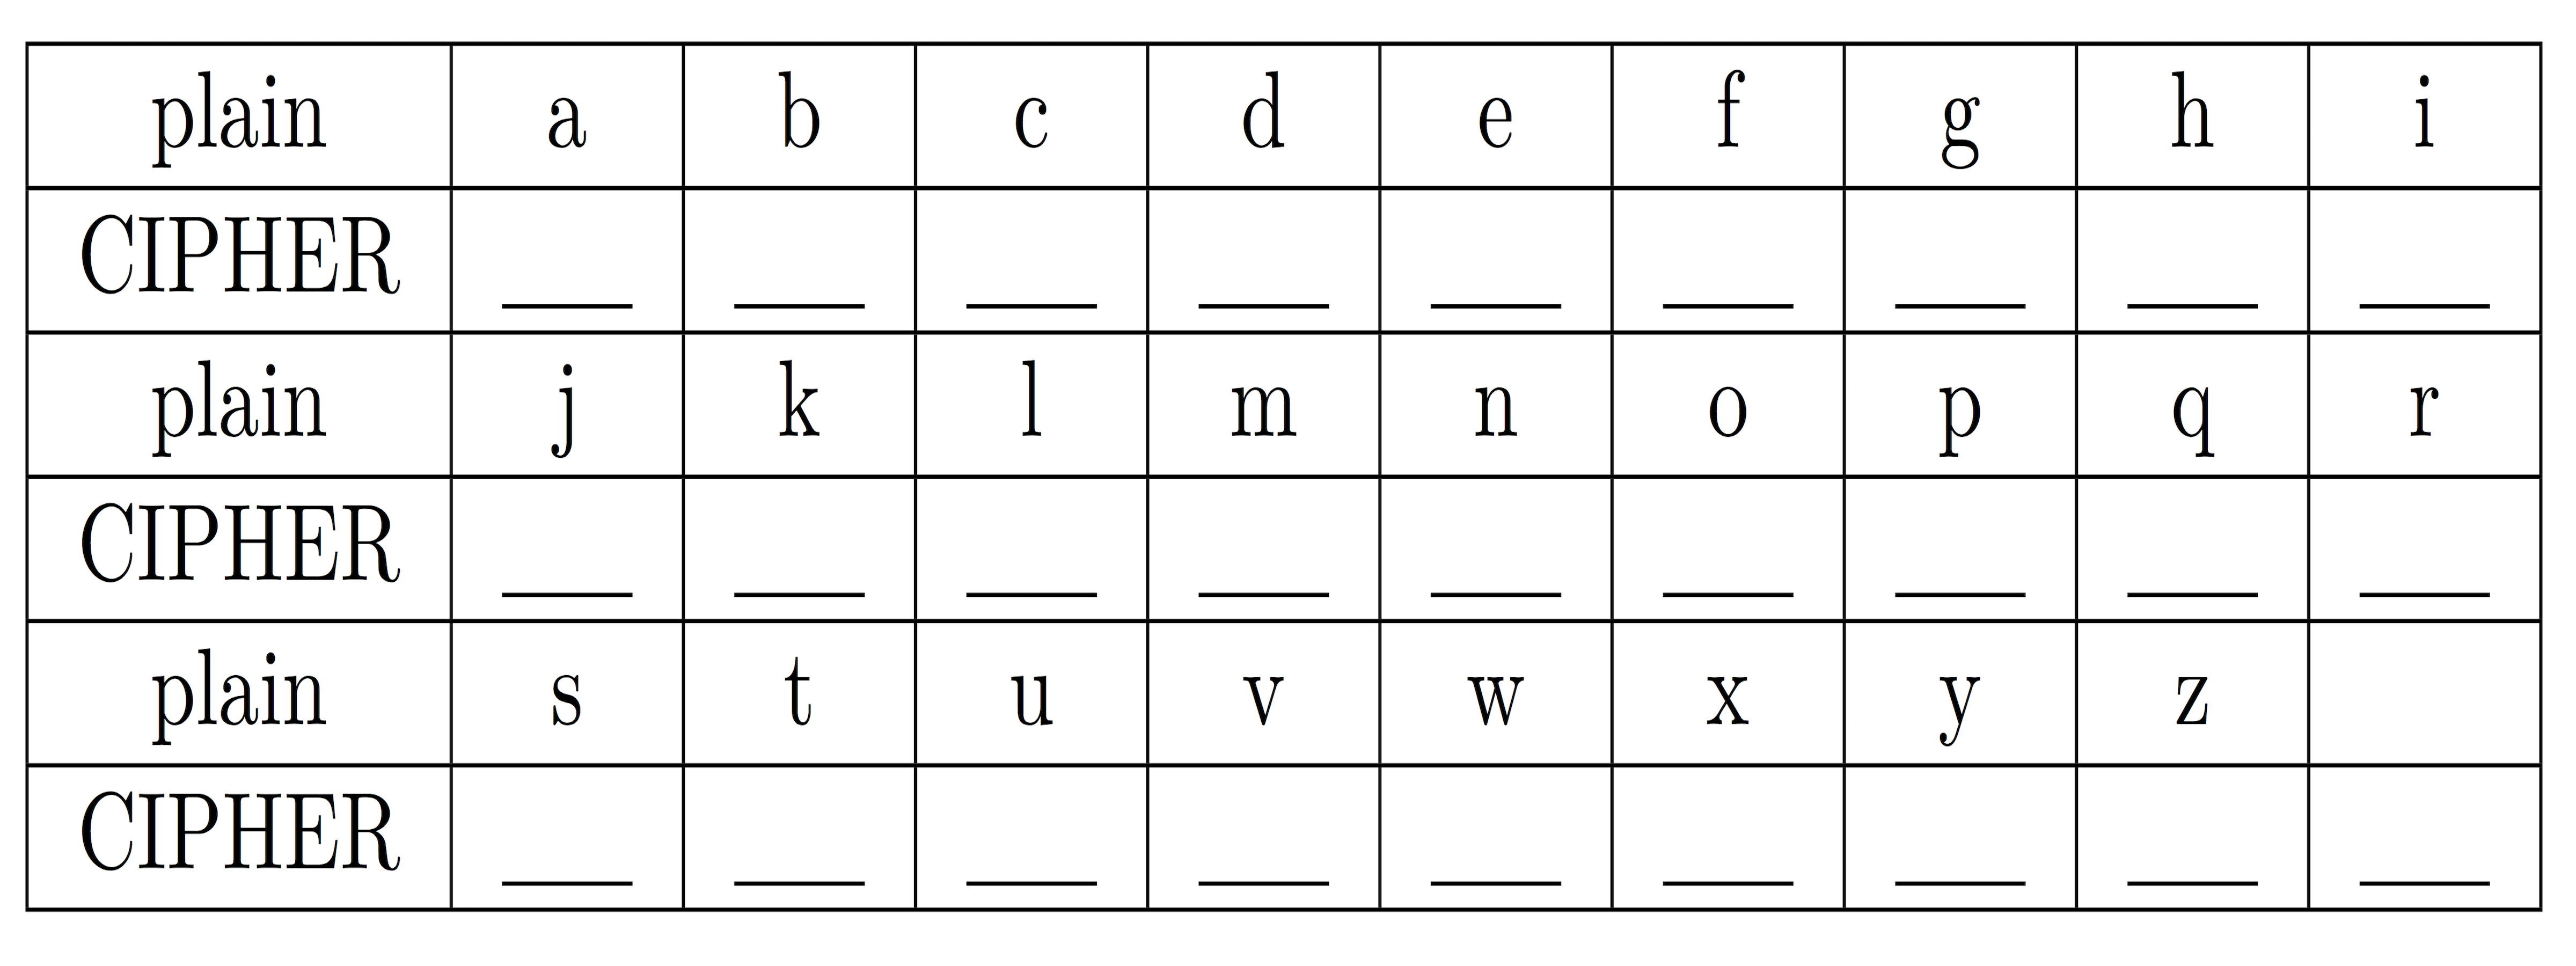 plain a b c d e f g h i
CIPHER ___ ___ ___ ___ ___ ___ ___ ___ ___
plain j k l m n o p q r
CIPHER ___ ___ ___ ___ ___ ___ ___ ___ ___
plain s t u v w x y z
CIPHER ___ ___ ___ ___ ___ ___ ___ ___ ___